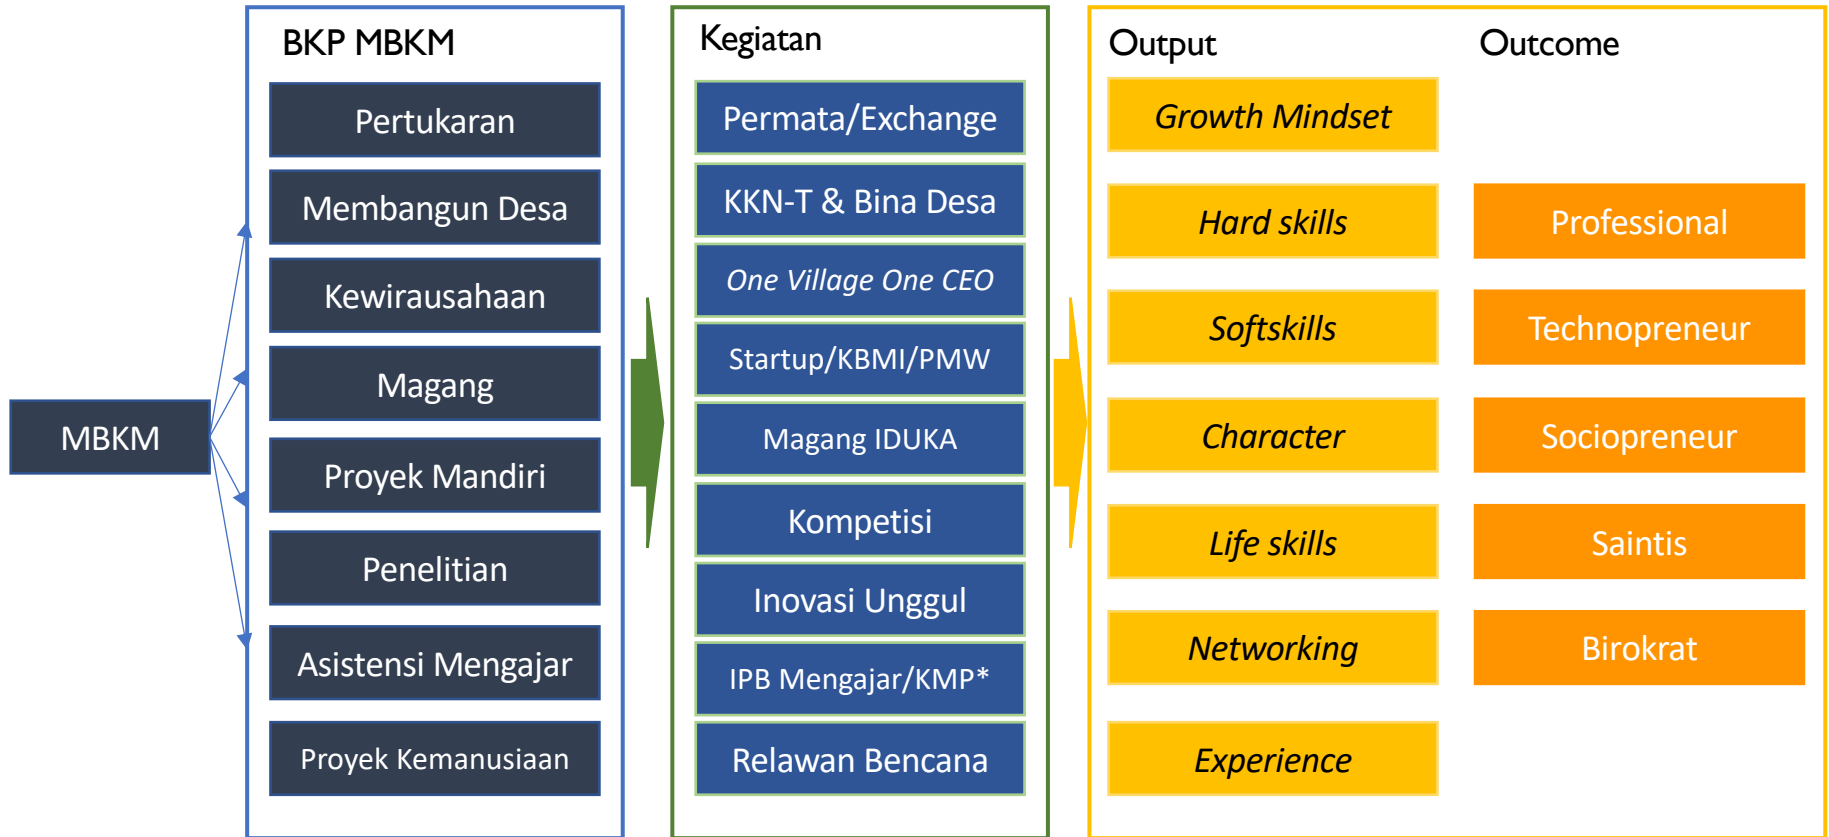 MBKM
BKP MBKM
Pertukaran
Membangun Desa
Kewirausahaan
Magang
Proyek Mandiri
Penelitian
Asistensi Mengajar
Proyek Kemanusiaan
Kegiatan
Permata/Exchange
KKN-T & Bina Desa
One Village One CEO
Startup/KBMI/PMW
Magang IDUKA
Kompetisi
Inovasi Unggul
IPB Mengajar/KMP*
Relawan Bencana
Output
Growth Mindset
Hard skills
Softskills
Character
Life skills
Networking
Experience
Outcome
Professional
Technopreneur
Sociopreneur
Saintis
Birokrat